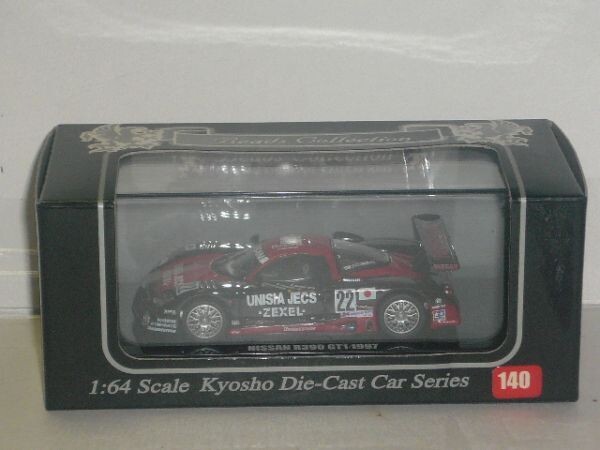 Beads Collection
UNISIA JECS
-ZEXEL-
22
NISSAN R390 GT1 1997
1:64 Scale Kyosho Die-Cast Car Series
140